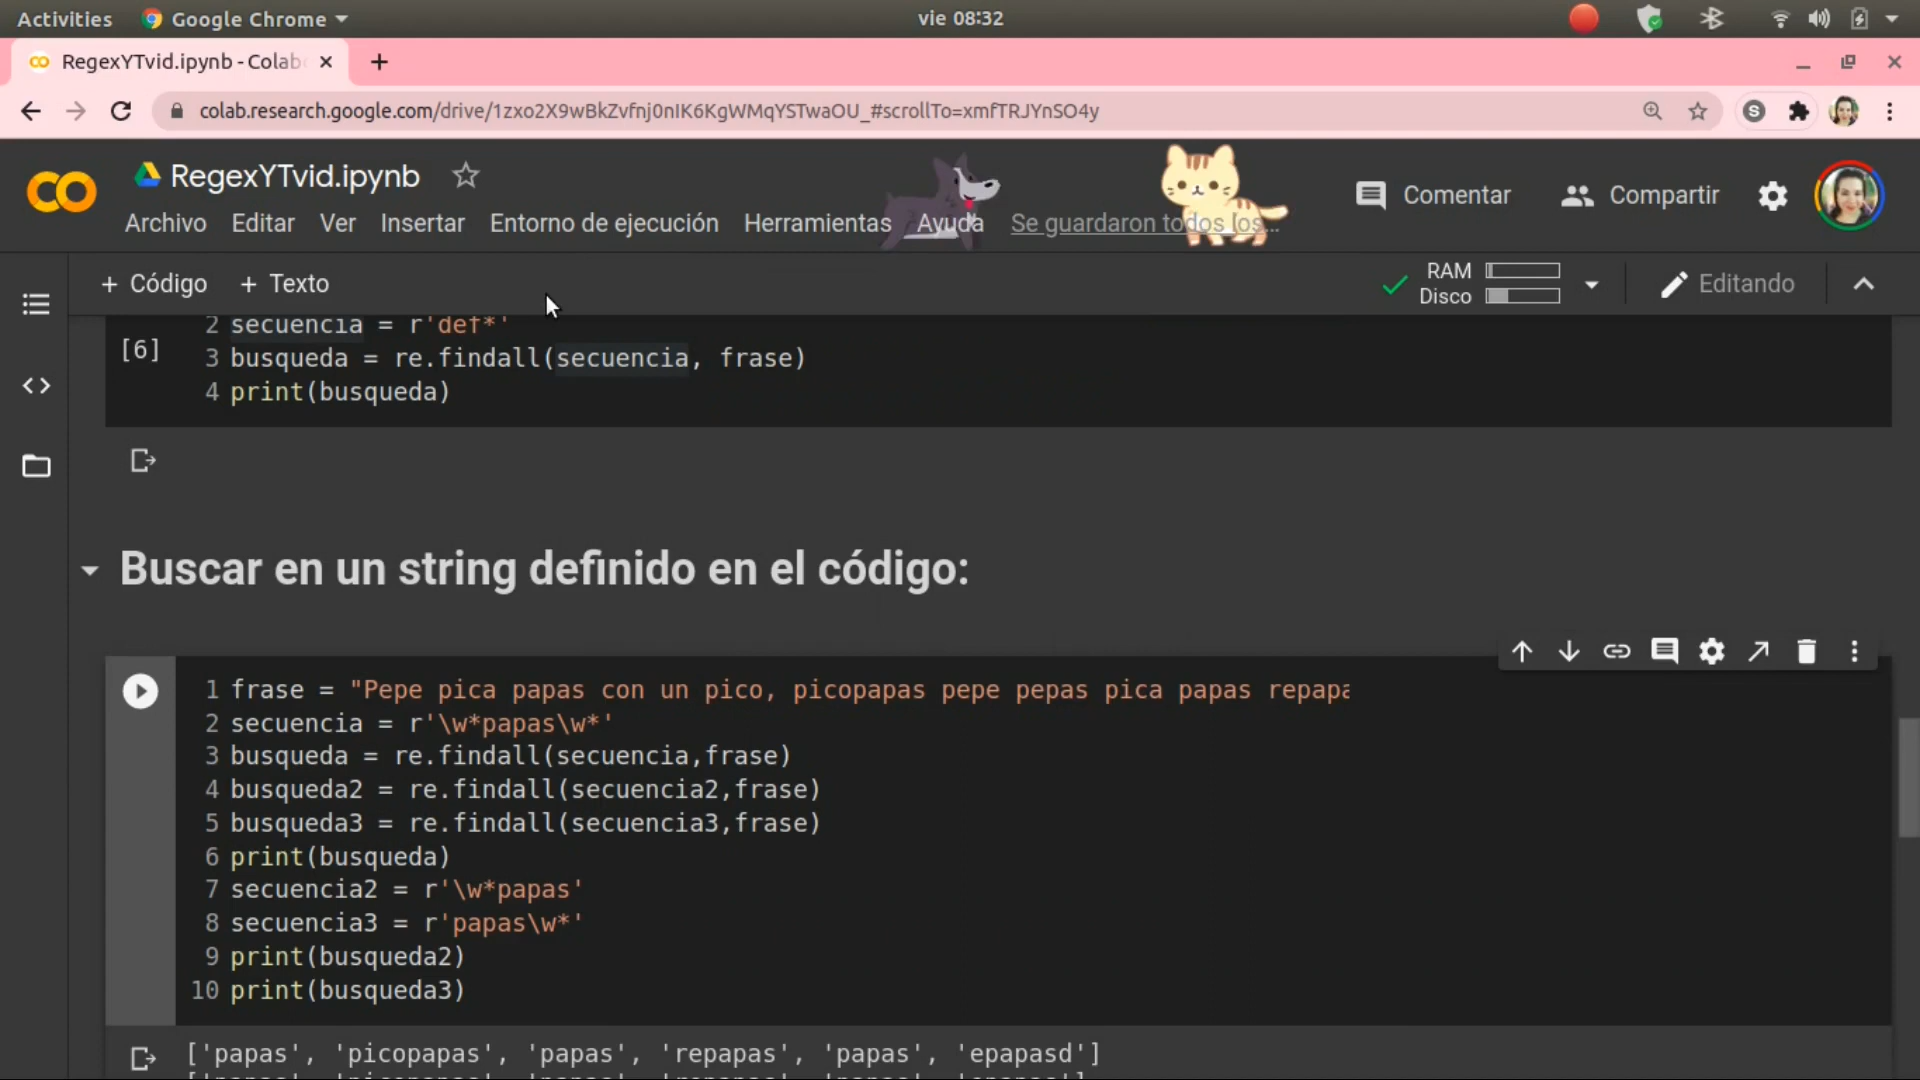 Activities Google Chrome vie 08:32
RegexYTvid.ipynb - Colab
colab.research.google.com/drive/1zxo2X9wBkZvfnj0nIK6KgWMqYSTwaOU_#scrollTo=xmfTRJYnSO4y S
RegexYTvid.ipynb Comentar Compartir
Archivo Editar Ver Insertar Entorno de ejecución Herramientas Ayuda Se guardaron todos los...
+ Código + Texto RAM Disco Editando
2 secuencia = r'def*'
[6]
3 busqueda = re.findall(secuencia, frase)
4 print(busqueda)
Buscar en un string definido en el código:
1 frase = "Pepe pica papas con un pico, picopapas pepe pepas pica papas repapa
2 secuencia = r'\w*papas\w*'
3 busqueda = re.findall(secuencia,frase)
4 busqueda2 = re.findall(secuencia2,frase)
5 busqueda3 = re.findall(secuencia3,frase)
6 print(busqueda)
7 secuencia2 = r'\w*papas'
8 secuencia3 = r'papas\w*'
9 print(busqueda2)
10 print(busqueda3)
['papas', 'picopapas', 'papas', 'repapas', 'papas', 'epapasd']